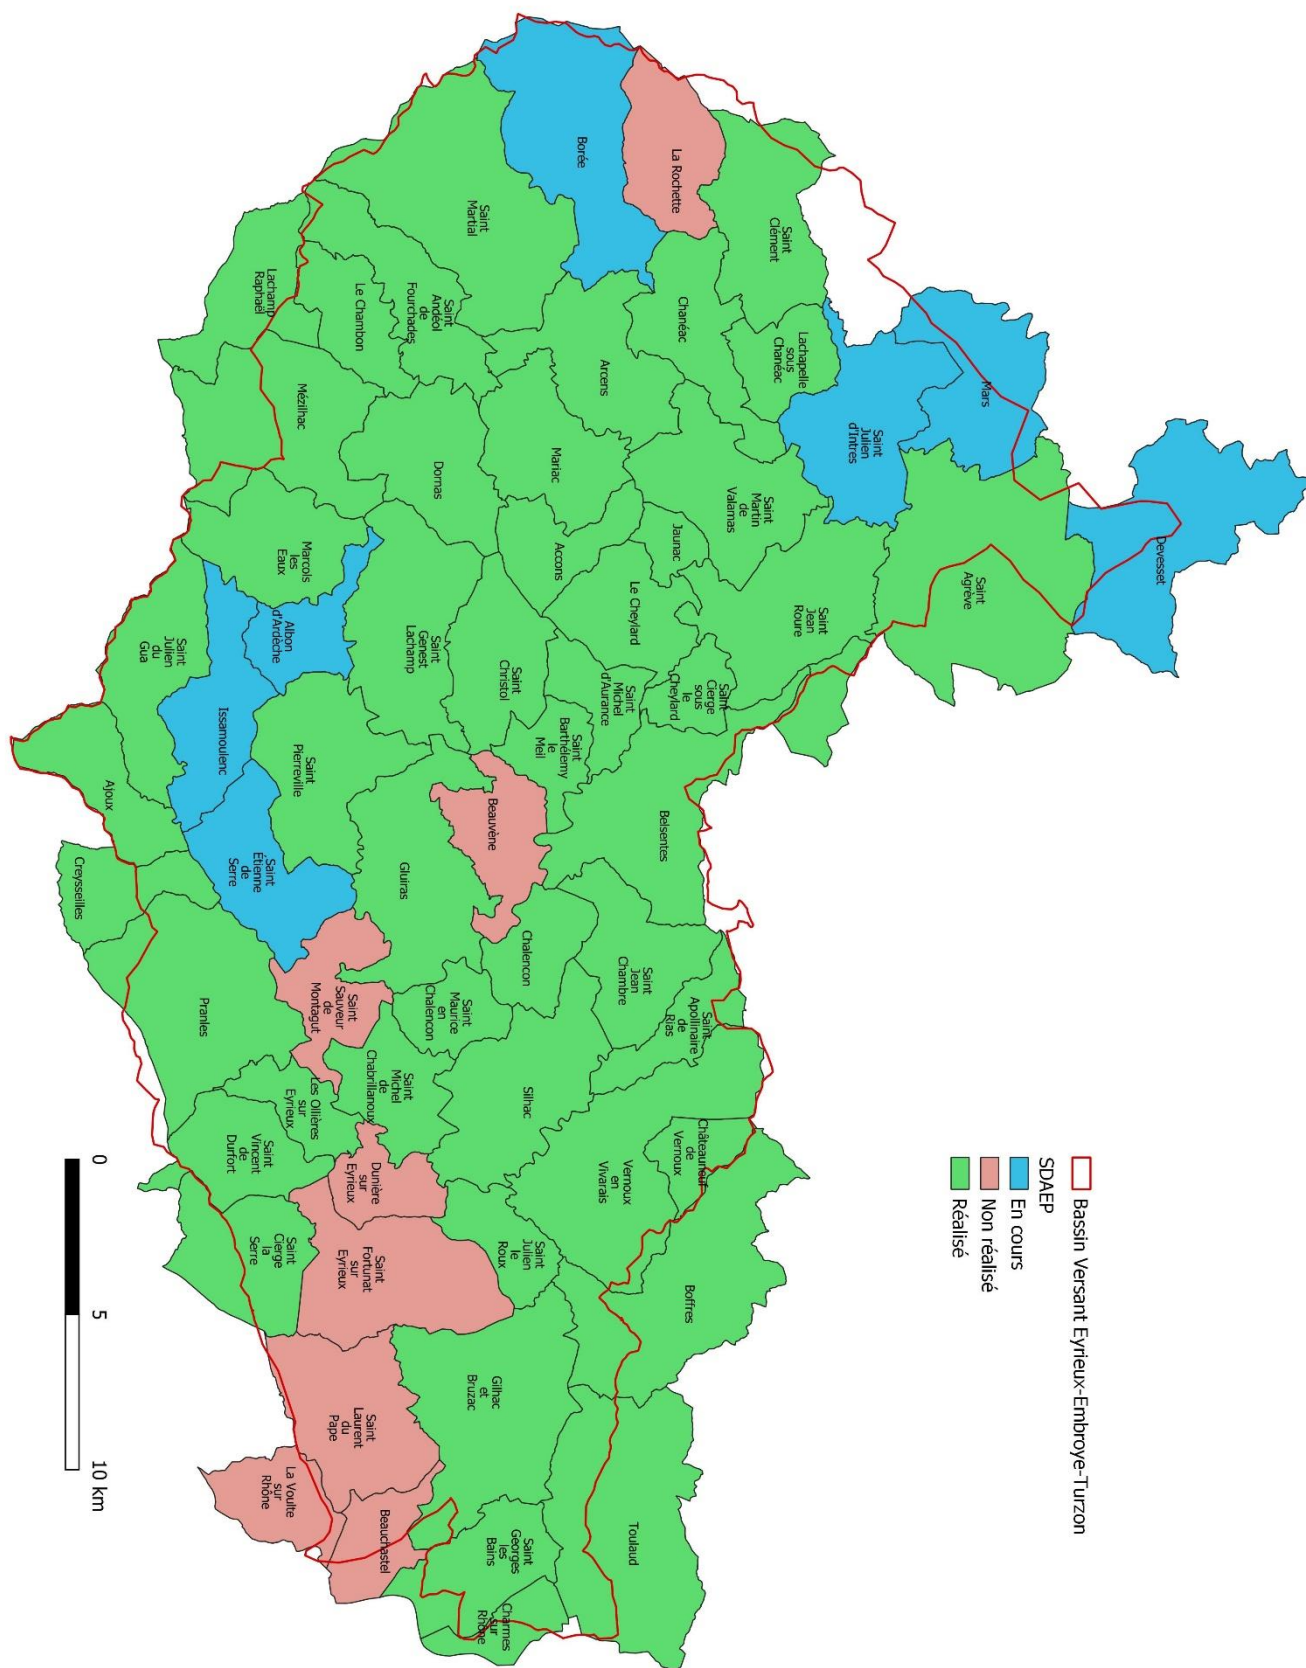 Bassin Versant Eyrieux-Embroye-Turzon
SDAEP
En cours
Non réalisé
Réalisé
Devesset
Mars
Saint
Agrève
Saint
Julien
d'Intres
Saint
Clément
Lachapelle
sous
Chanéac
La Rochette
Chanéac
Saint
Martin
de
Valamas
Saint
Jean
Roure
Borée
Arcens
Jaunac
Le Cheylard
Saint
Cierge
sous
le
Cheylard
Saint
Michel
d'Aurance
Belsentes
Saint
Martial
Mariac
Accons
Saint
Christol
Saint
Barthélemy
le
Meil
Beauvène
Saint
Jean
Chambre
Saint
Apollinaire
de
Rias
Châteauneuf
de
Vernoux
Vernoux
en
Vivarais
Boffres
Toulaud
Saint
Andéol
de
Fourchades
Le Chambon
Dornas
Saint
Genest
Lachamp
Gluiras
Chalencon
Saint
Maurice
en
Chalencon
Silhac
Saint
Julien
le
Roux
Gilhac
et
Bruzac
Saint
Georges
les
Bains
Charmes
sur
Rhône
Lachamp
Raphaël
Mézilhac
Marcols
les
Eaux
Albon
d'Ardèche
Saint
Pierreville
Saint
Sauveur
de
Montagut
Saint
Michel
de
Chabrillanoux
Dunière
sur
Eyrieux
Saint
Fortunat
sur
Eyrieux
Saint
Laurent
du
Pape
Beauchastel
Saint
Julien
du
Gua
Issamoulenc
Saint
Étienne
de
Serre
Les Ollières
sur
Eyrieux
Saint
Vincent
de
Durfort
Saint
Cierge
la
Serre
La Voulte
sur
Rhône
Ajoux
Creysseilles
Pranles
0
5
10 km